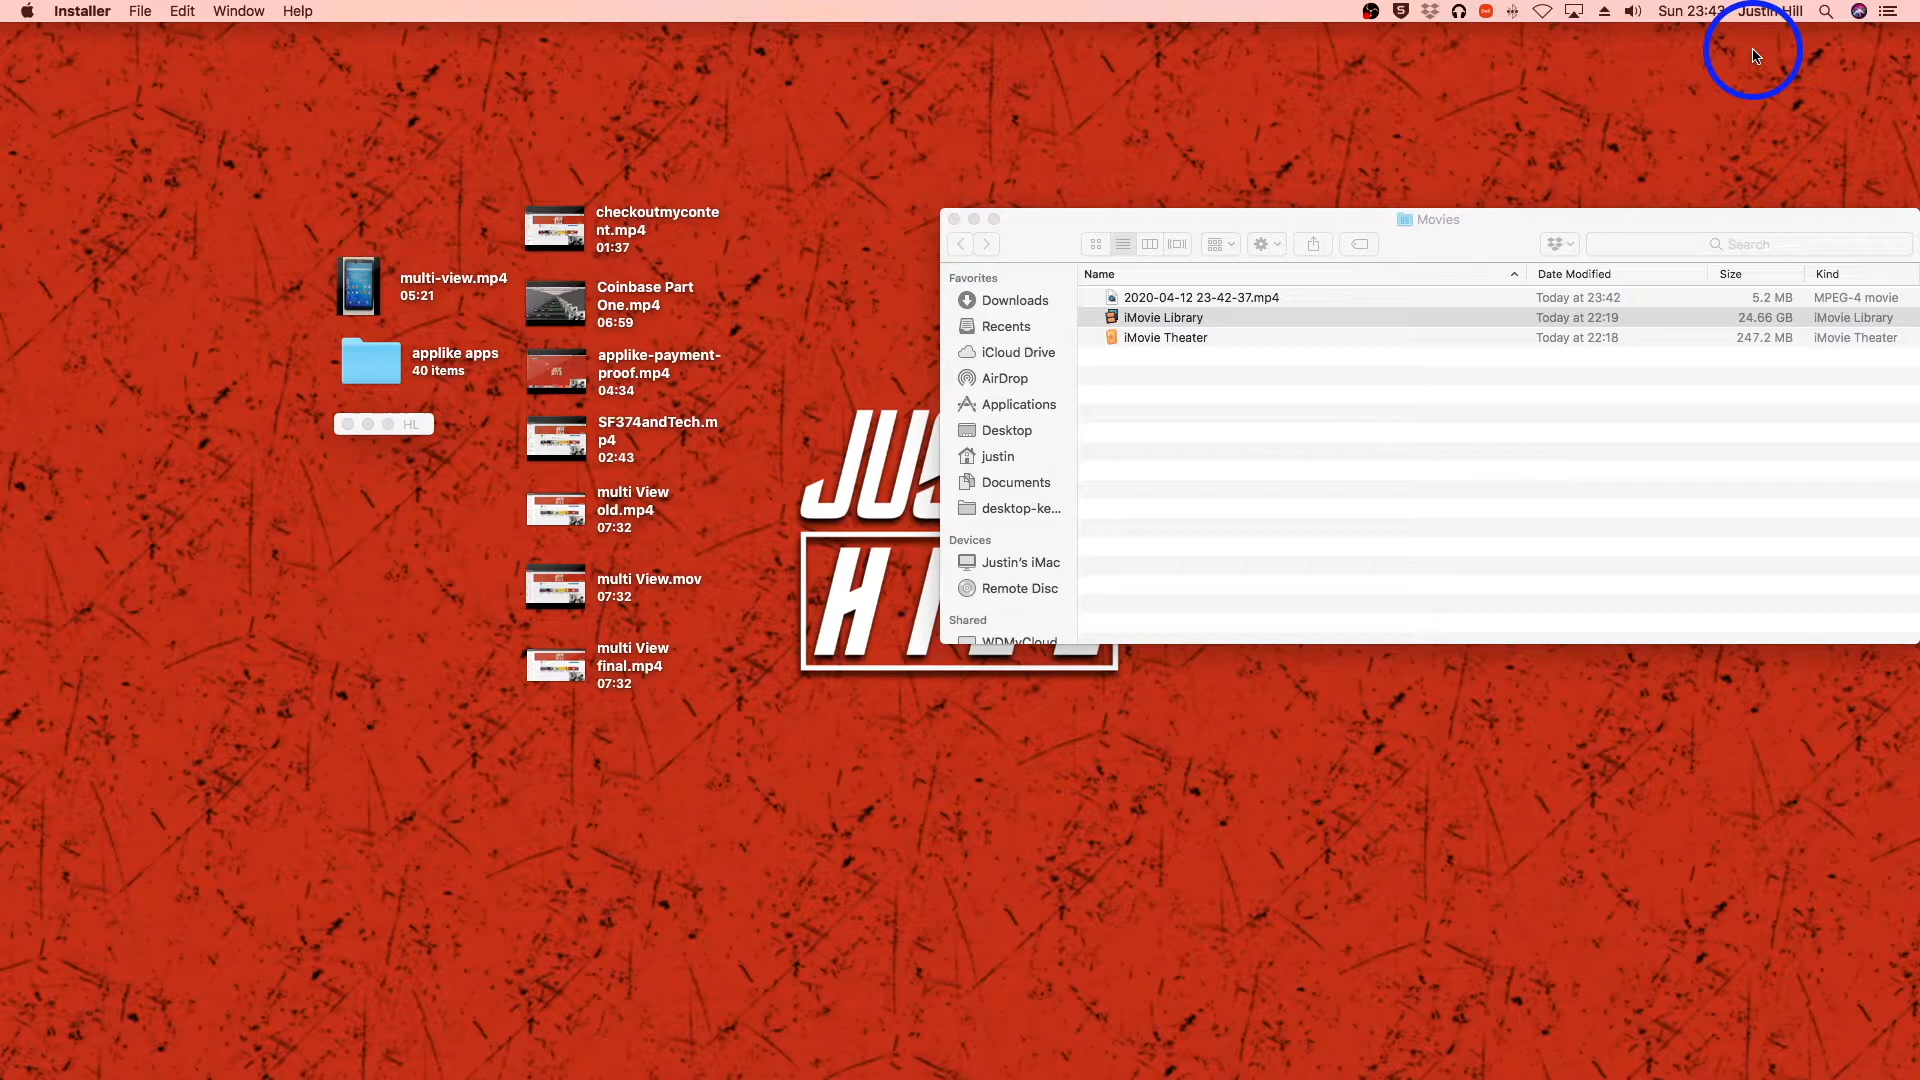 Installer File Edit Window Help
Sun 23:43 Justin Hill
checkoutmyconte
nt.mp4
01:37
multi-view.mp4
05:21
Coinbase Part
One.mp4
06:59
applike apps
40 items
applike-payment-
proof.mp4
04:34
HL
SF374andTech.m
p4
02:43
multi View
old.mp4
07:32
multi View.mov
07:32
multi View
final.mp4
07:32
Movies
Search
Favorites
Downloads
Recents
iCloud Drive
AirDrop
Applications
Desktop
justin
Documents
desktop-ke...
Devices
Justin's iMac
Remote Disc
Shared
WDMyCloud
Name Date Modified Size Kind
2020-04-12 23-42-37.mp4 Today at 23:42 5.2 MB MPEG-4 movie
iMovie Library Today at 22:19 24.66 GB iMovie Library
iMovie Theater Today at 22:18 247.2 MB iMovie Theater